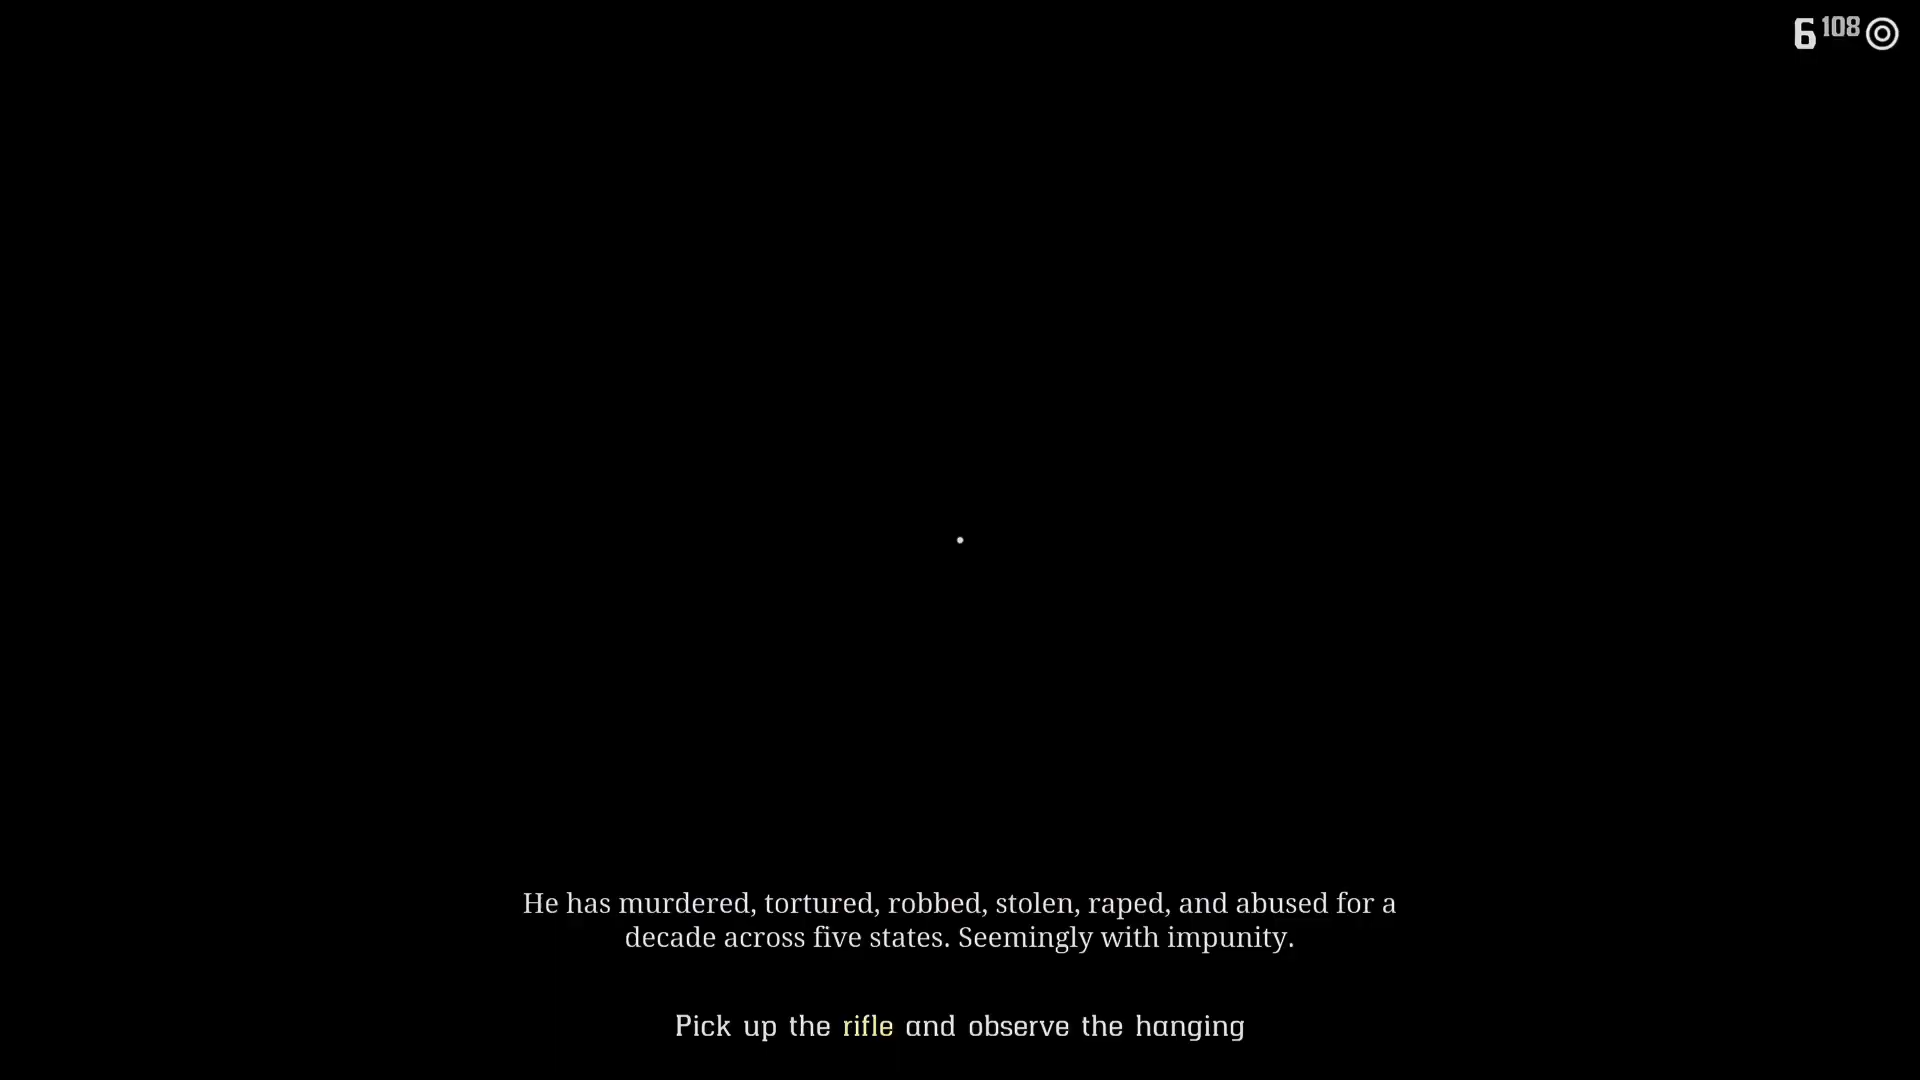 6 108
He has murdered, tortured, robbed, stolen, raped, and abused for a
decade across five states. Seemingly with impunity.
Pick up the rifle and observe the hanging